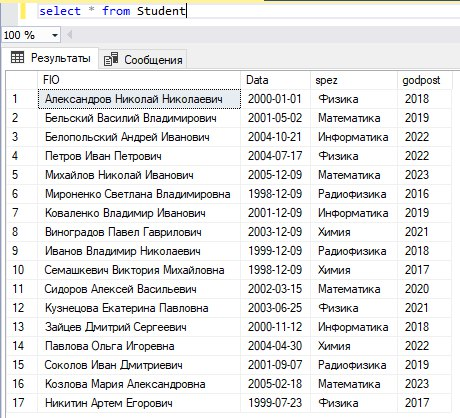 select * from Student
100 %
Результаты Сообщения
FIO Data spez godpost
1 Александров Николай Николаевич 2000-01-01 Физика 2018
2 Бельский Василий Владимирович 2001-05-02 Математика 2019
3 Белопольский Андрей Иванович 2004-10-21 Информатика 2022
4 Петров Иван Петрович 2004-07-17 Физика 2022
5 Михайлов Николай Иванович 2005-12-09 Математика 2023
6 Мироненко Светлана Владимировна 1998-12-09 Радиофизика 2016
7 Коваленко Владимир Иванович 2001-12-09 Информатика 2019
8 Виноградов Павел Гаврилович 2003-12-09 Химия 2021
9 Иванов Владимир Николаевич 1999-12-09 Радиофизика 2018
10 Семашкевич Виктория Михайловна 1998-12-09 Химия 2017
11 Сидоров Алексей Васильевич 2002-03-15 Математика 2020
12 Кузнецова Екатерина Павловна 2003-06-25 Физика 2021
13 Зайцев Дмитрий Сергеевич 2000-11-12 Информатика 2018
14 Павлова Ольга Игоревна 2004-04-30 Химия 2022
15 Соколов Иван Дмитриевич 2001-09-07 Радиофизика 2019
16 Козлова Мария Александровна 2005-02-18 Математика 2023
17 Никитин Артем Егорович 1999-07-23 Физика 2017